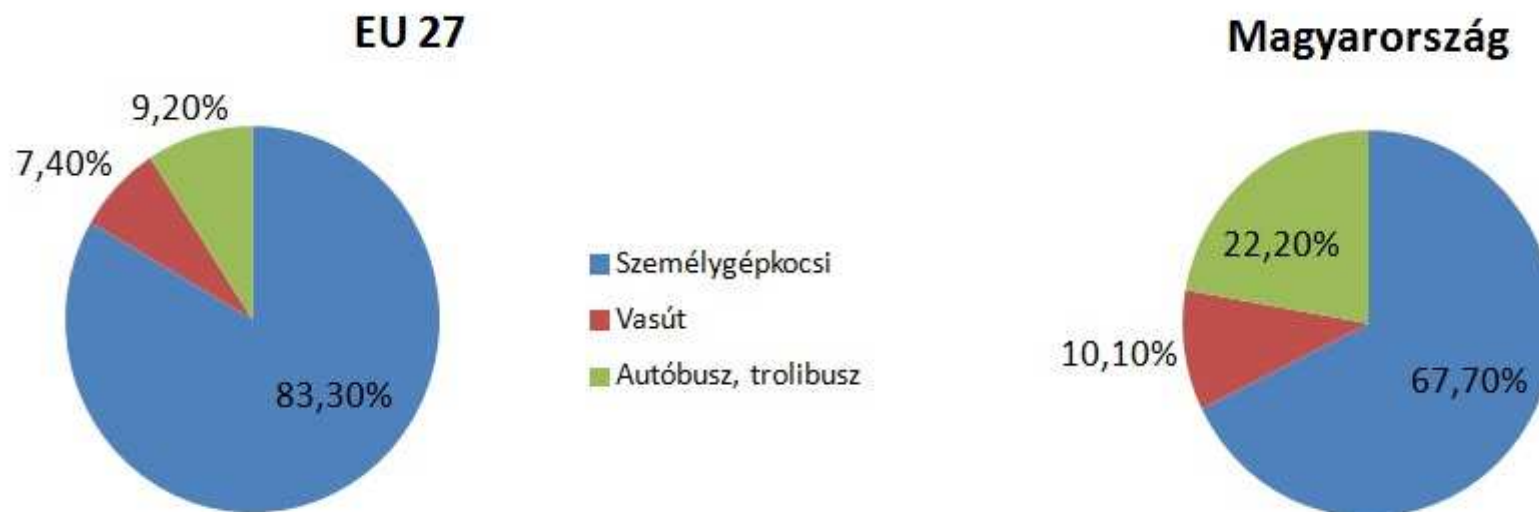 EU 27
9,20%
7,40%
83,30%
Személygépkocsi
Vasút
Autóbusz, trolibusz
Magyarország
22,20%
10,10%
67,70%